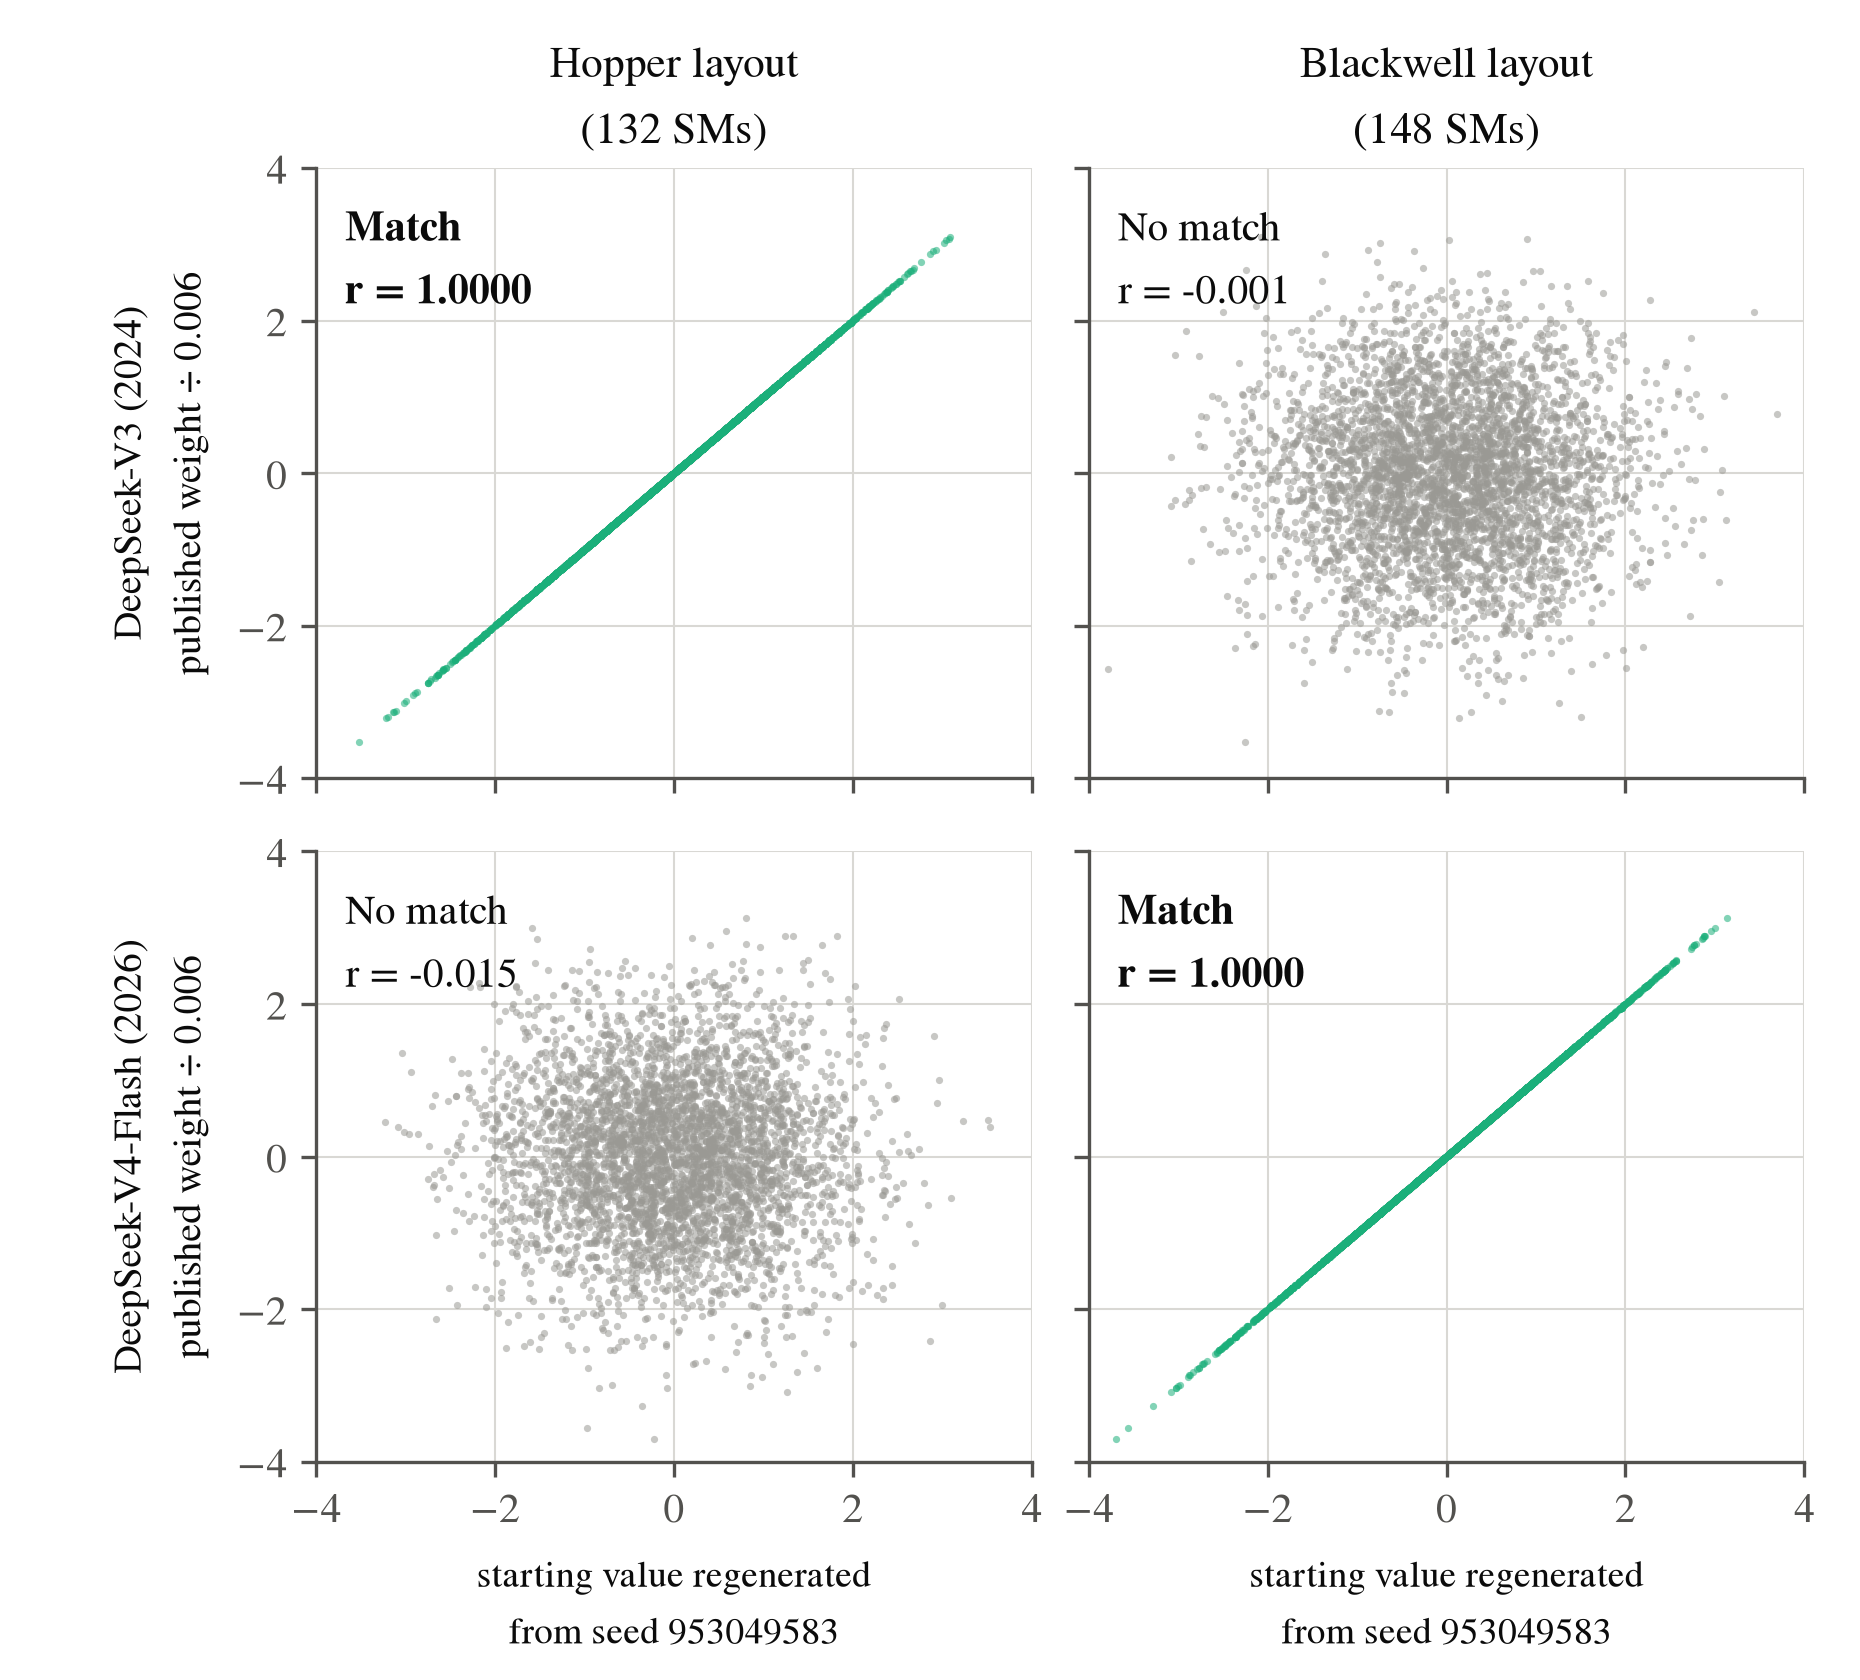 Hopper layout
(132 SMs)
Blackwell layout
(148 SMs)
DeepSeek-V3 (2024)
published weight ÷ 0.006
4
2
0
−2
−4
Match
r = 1.0000
No match
r = -0.001
DeepSeek-V4-Flash (2026)
published weight ÷ 0.006
4
2
0
−2
−4
No match
r = -0.015
Match
r = 1.0000
−4 −2 0 2 4
−4 −2 0 2 4
starting value regenerated
from seed 953049583
starting value regenerated
from seed 953049583